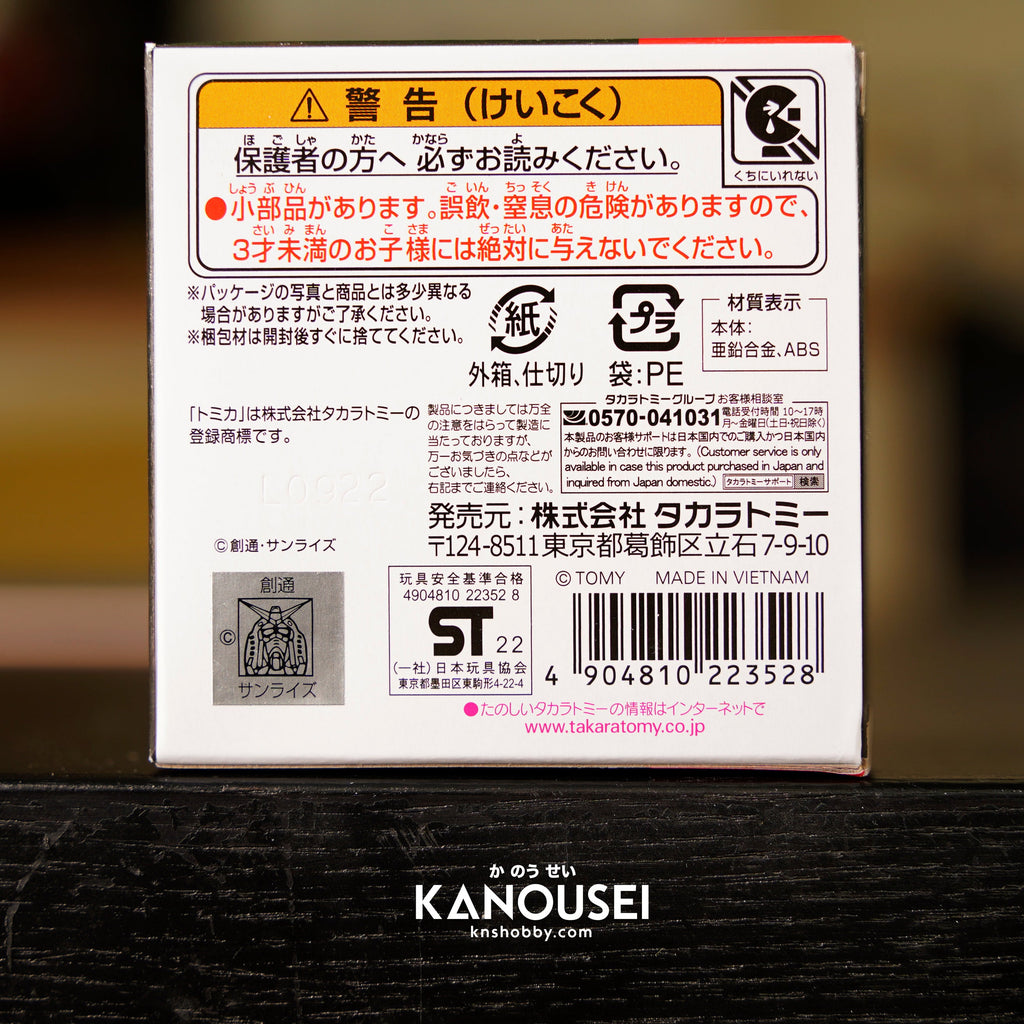 ⚠ 警告（けいこく）
くちにいれない
保護者の方へ 必ずお読みください。
ほごしゃ かた かなら よ
●小部品があります。誤飲・窒息の危険がありますので、
しょうぶひん ごいん ちっそく きけん
3才未満のお子様には絶対に与えないでください。
さいみまん こさま ぜったい あた
※パッケージの写真と商品とは多少異なる
場合がありますがご了承ください。
※梱包材は開封後すぐに捨ててください。
紙
外箱、仕切り
プラ
袋:PE
材質表示
本体:
亜鉛合金、ABS
「トミカ」は株式会社タカラトミーの
登録商標です。
L0922
製品につきましては万全
の注意をはらって製造に
当たっておりますが、
万一お気づきの点などが
ございましたら、
右記までご連絡ください。
タカラトミーグループ お客様相談室
0570-041031 電話受付時間 10〜17時
月〜金曜日(土日・祝日除く)
本製品のお客様サポートは日本国内でのご購入かつ日本国内
からのお問い合わせに限ります。(Customer service is only
available in case this product purchased in Japan and
inquired from Japan domestic.) タカラトミーサポート 検索
発売元:株式会社 タカラトミー
〒124-8511 東京都葛飾区立石 7-9-10
©創通・サンライズ
創通
©
サンライズ
玩具安全基準合格
4904810 22352 8
ST 22
(一社)日本玩具協会
東京都墨田区東駒形4-22-4
© TOMY MADE IN VIETNAM
4 904810 223528
●たのしいタカラトミーの情報はインターネットで
www.takaratomy.co.jp
か のう せい
KANOUSEI
knshobby.com